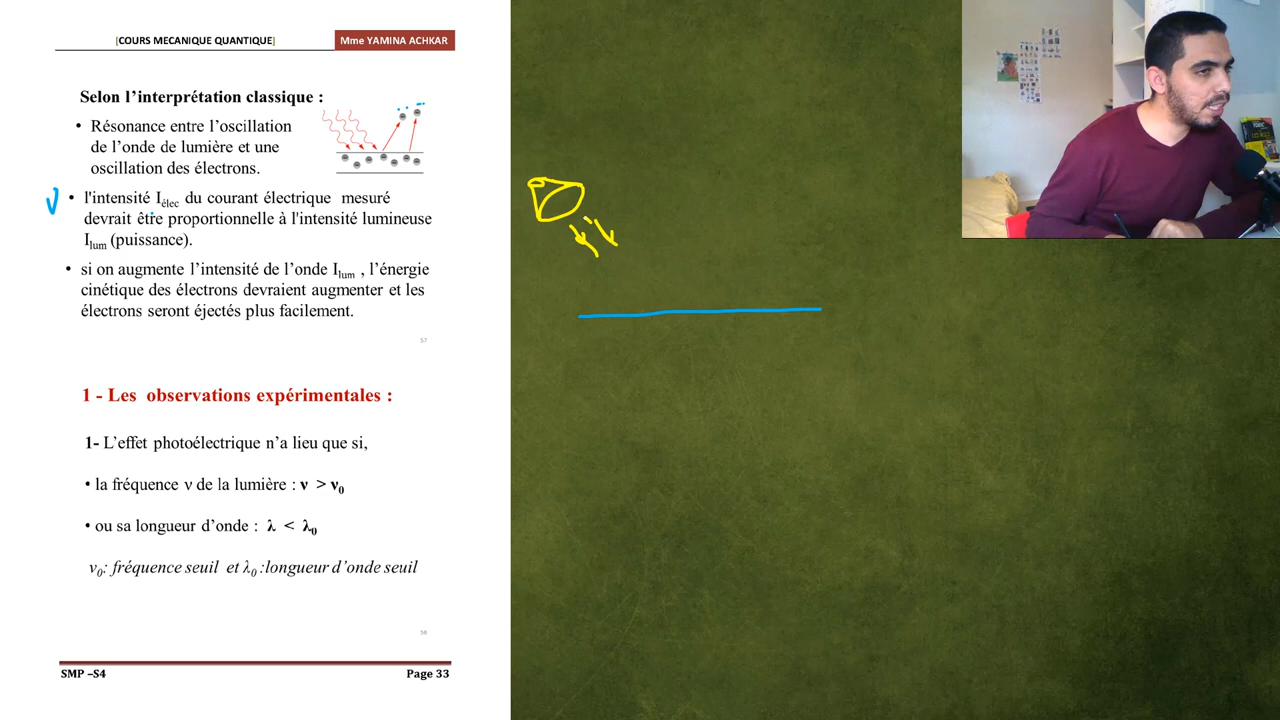 [COURS MECANIQUE QUANTIQUE]
Mme YAMINA ACHKAR
Selon l'interprétation classique :
• Résonance entre l'oscillation
de l'onde de lumière et une
oscillation des électrons.
• l'intensité Iélec du courant électrique mesuré
devrait être proportionnelle à l'intensité lumineuse
Ilum (puissance).
• si on augmente l'intensité de l'onde Ilum , l'énergie
cinétique des électrons devraient augmenter et les
électrons seront éjectés plus facilement.
57
1 - Les observations expérimentales :
1- L'effet photoélectrique n'a lieu que si,
• la fréquence ν de la lumière : ν > ν0
• ou sa longueur d'onde : λ < λ0
ν0: fréquence seuil et λ0 :longueur d'onde seuil
58
SMP –S4
Page 33